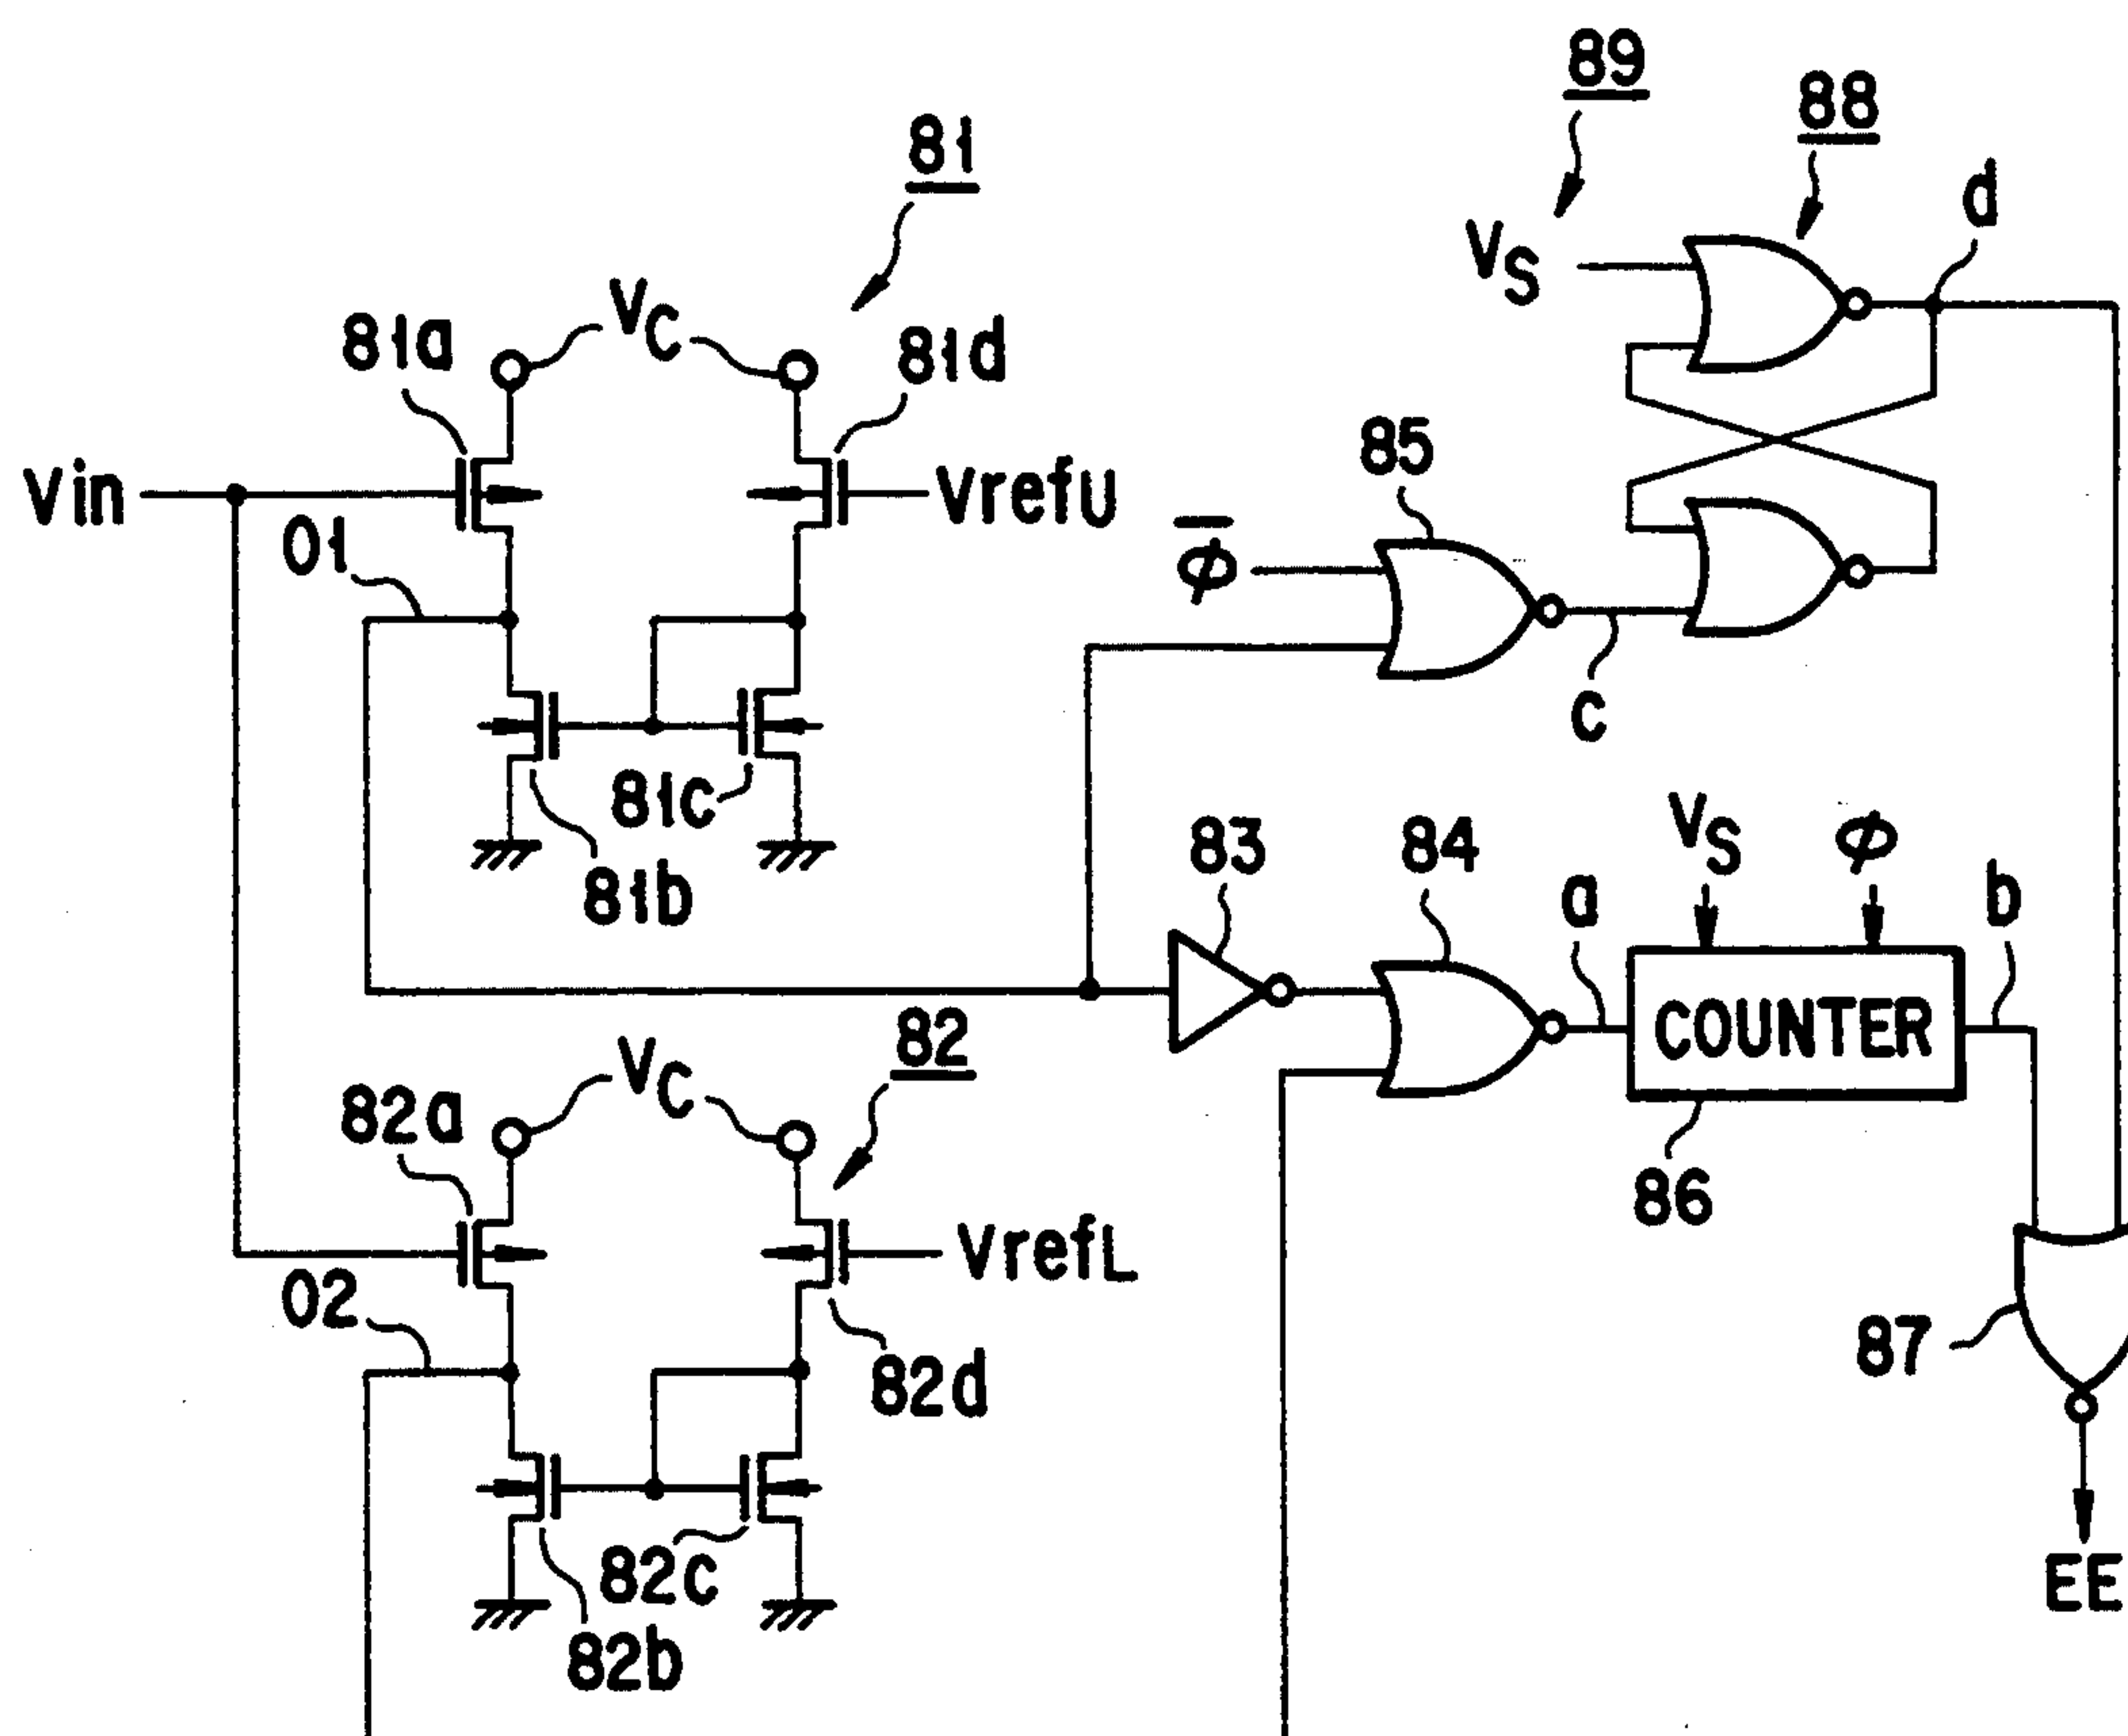 89
88
81
d
VS
VC
81a
81d
85
Vin
VrefU
φ̅
01
C
81c
83
84
VS
φ
81b
a
b
COUNTER
82
VC
82a
86
VrefL
02
87
82d
82c
EE
82b